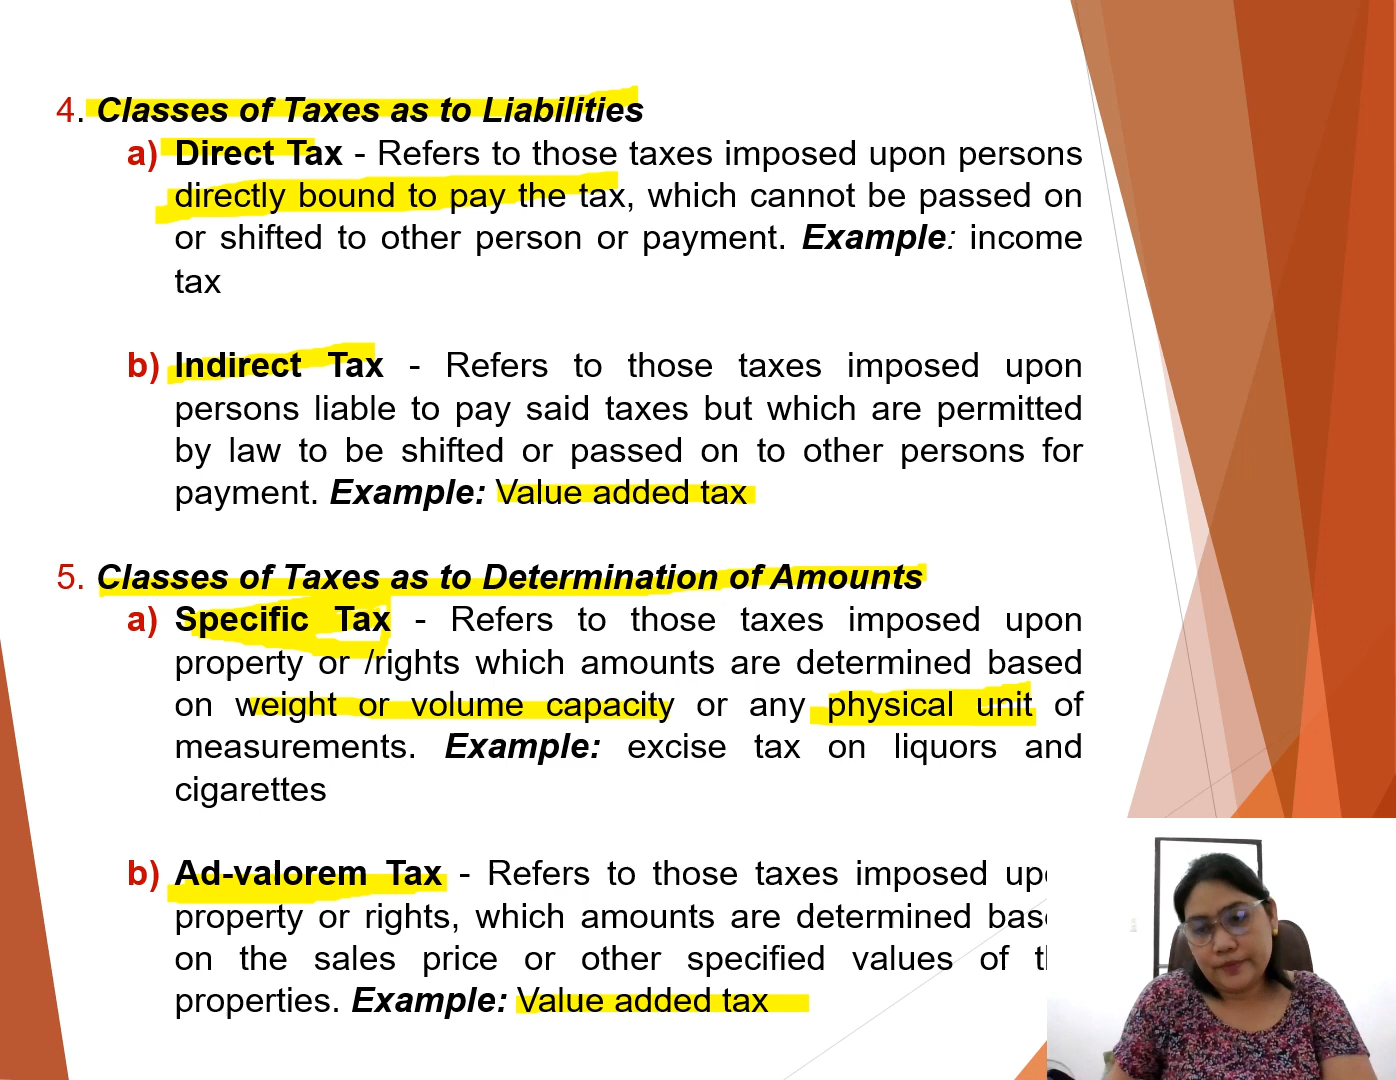 4. Classes of Taxes as to Liabilities
a) Direct Tax - Refers to those taxes imposed upon persons
directly bound to pay the tax, which cannot be passed on
or shifted to other person or payment. Example: income
tax
b) Indirect Tax - Refers to those taxes imposed upon
persons liable to pay said taxes but which are permitted
by law to be shifted or passed on to other persons for
payment. Example: Value added tax
5. Classes of Taxes as to Determination of Amounts
a) Specific Tax - Refers to those taxes imposed upon
property or /rights which amounts are determined based
on weight or volume capacity or any physical unit of
measurements. Example: excise tax on liquors and
cigarettes
b) Ad-valorem Tax - Refers to those taxes imposed
property or rights, which amounts are determined
on the sales price or other specified values of
properties. Example: Value added tax